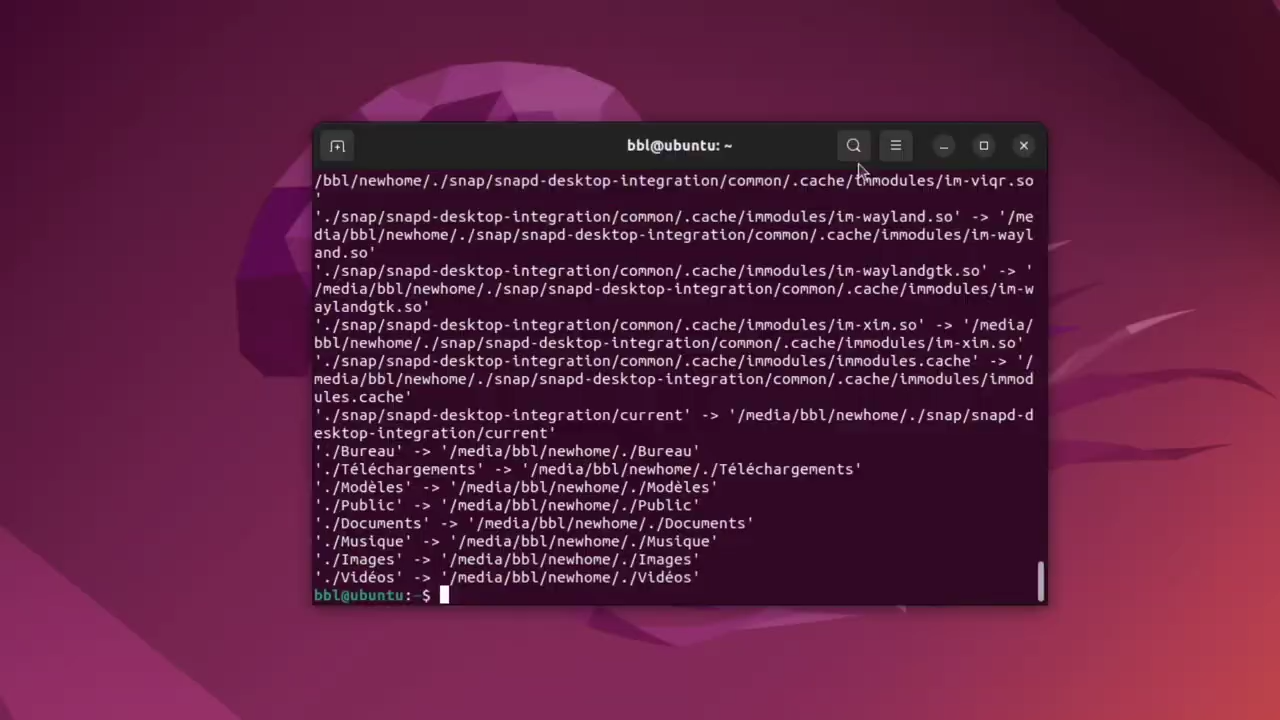 bbl@ubuntu: ~
/bbl/newhome/./snap/snapd-desktop-integration/common/.cache/immodules/im-viqr.so
'
'./snap/snapd-desktop-integration/common/.cache/immodules/im-wayland.so' -> '/me
dia/bbl/newhome/./snap/snapd-desktop-integration/common/.cache/immodules/im-wayl
and.so'
'./snap/snapd-desktop-integration/common/.cache/immodules/im-waylandgtk.so' -> '
/media/bbl/newhome/./snap/snapd-desktop-integration/common/.cache/immodules/im-w
aylandgtk.so'
'./snap/snapd-desktop-integration/common/.cache/immodules/im-xim.so' -> '/media/
bbl/newhome/./snap/snapd-desktop-integration/common/.cache/immodules/im-xim.so'
'./snap/snapd-desktop-integration/common/.cache/immodules/immodules.cache' -> '/
media/bbl/newhome/./snap/snapd-desktop-integration/common/.cache/immodules/immod
ules.cache'
'./snap/snapd-desktop-integration/current' -> '/media/bbl/newhome/./snap/snapd-d
esktop-integration/current'
'./Bureau' -> '/media/bbl/newhome/./Bureau'
'./Téléchargements' -> '/media/bbl/newhome/./Téléchargements'
'./Modèles' -> '/media/bbl/newhome/./Modèles'
'./Public' -> '/media/bbl/newhome/./Public'
'./Documents' -> '/media/bbl/newhome/./Documents'
'./Musique' -> '/media/bbl/newhome/./Musique'
'./Images' -> '/media/bbl/newhome/./Images'
'./Vidéos' -> '/media/bbl/newhome/./Vidéos'
bbl@ubuntu:~$